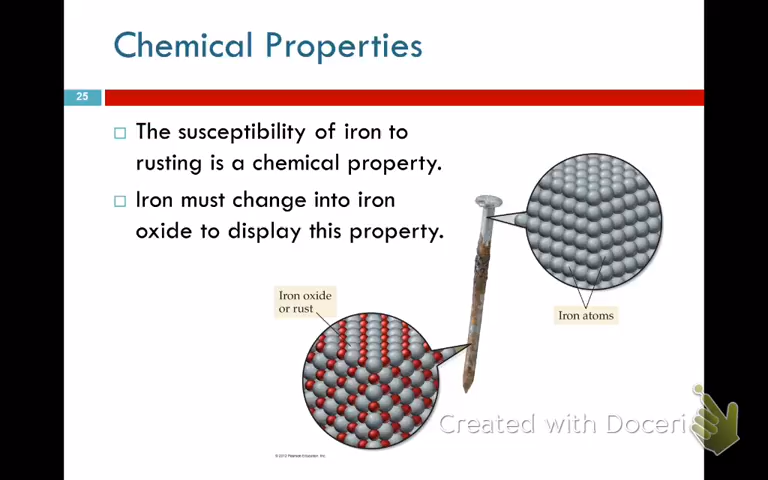 Chemical Properties
25
□ The susceptibility of iron to
rusting is a chemical property.
□ Iron must change into iron
oxide to display this property.
Iron oxide
or rust
Iron atoms
Created with Doceri